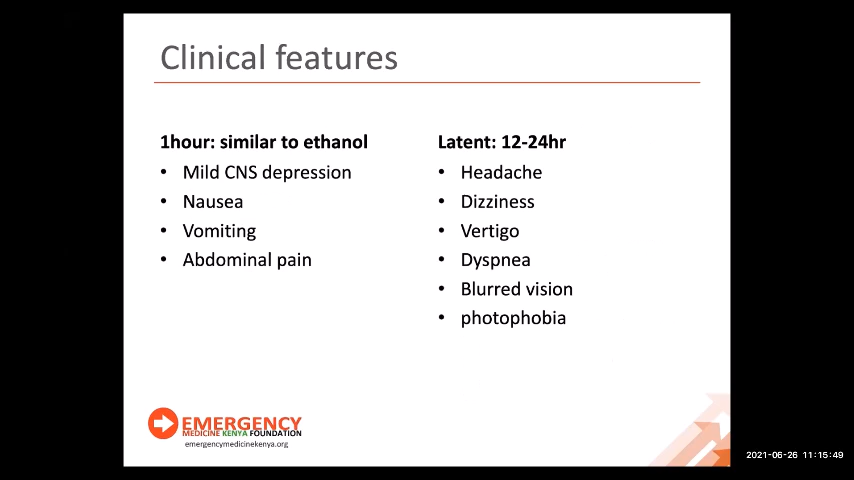 Clinical features
1hour: similar to ethanol
• Mild CNS depression
• Nausea
• Vomiting
• Abdominal pain
Latent: 12-24hr
• Headache
• Dizziness
• Vertigo
• Dyspnea
• Blurred vision
• photophobia
EMERGENCY
MEDICINE KENYA FOUNDATION
emergencymedicinekenya.org
2021-06-26 11:15:49